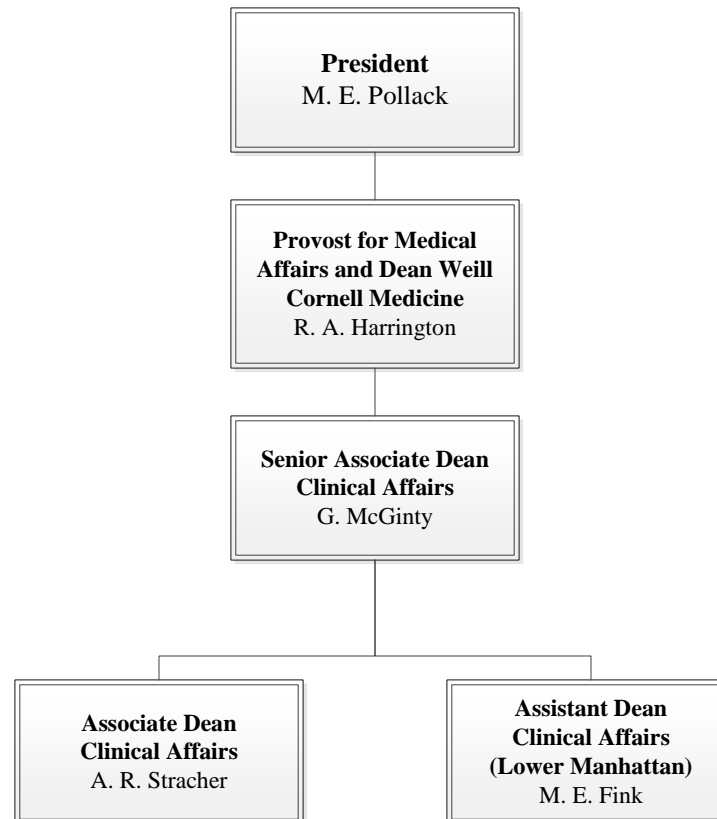 President
M. E. Pollack
Provost for Medical
Affairs and Dean Weill
Cornell Medicine
R. A. Harrington
Senior Associate Dean
Clinical Affairs
G. McGinty
Associate Dean
Clinical Affairs
A. R. Stracher
Assistant Dean
Clinical Affairs
(Lower Manhattan)
M. E. Fink